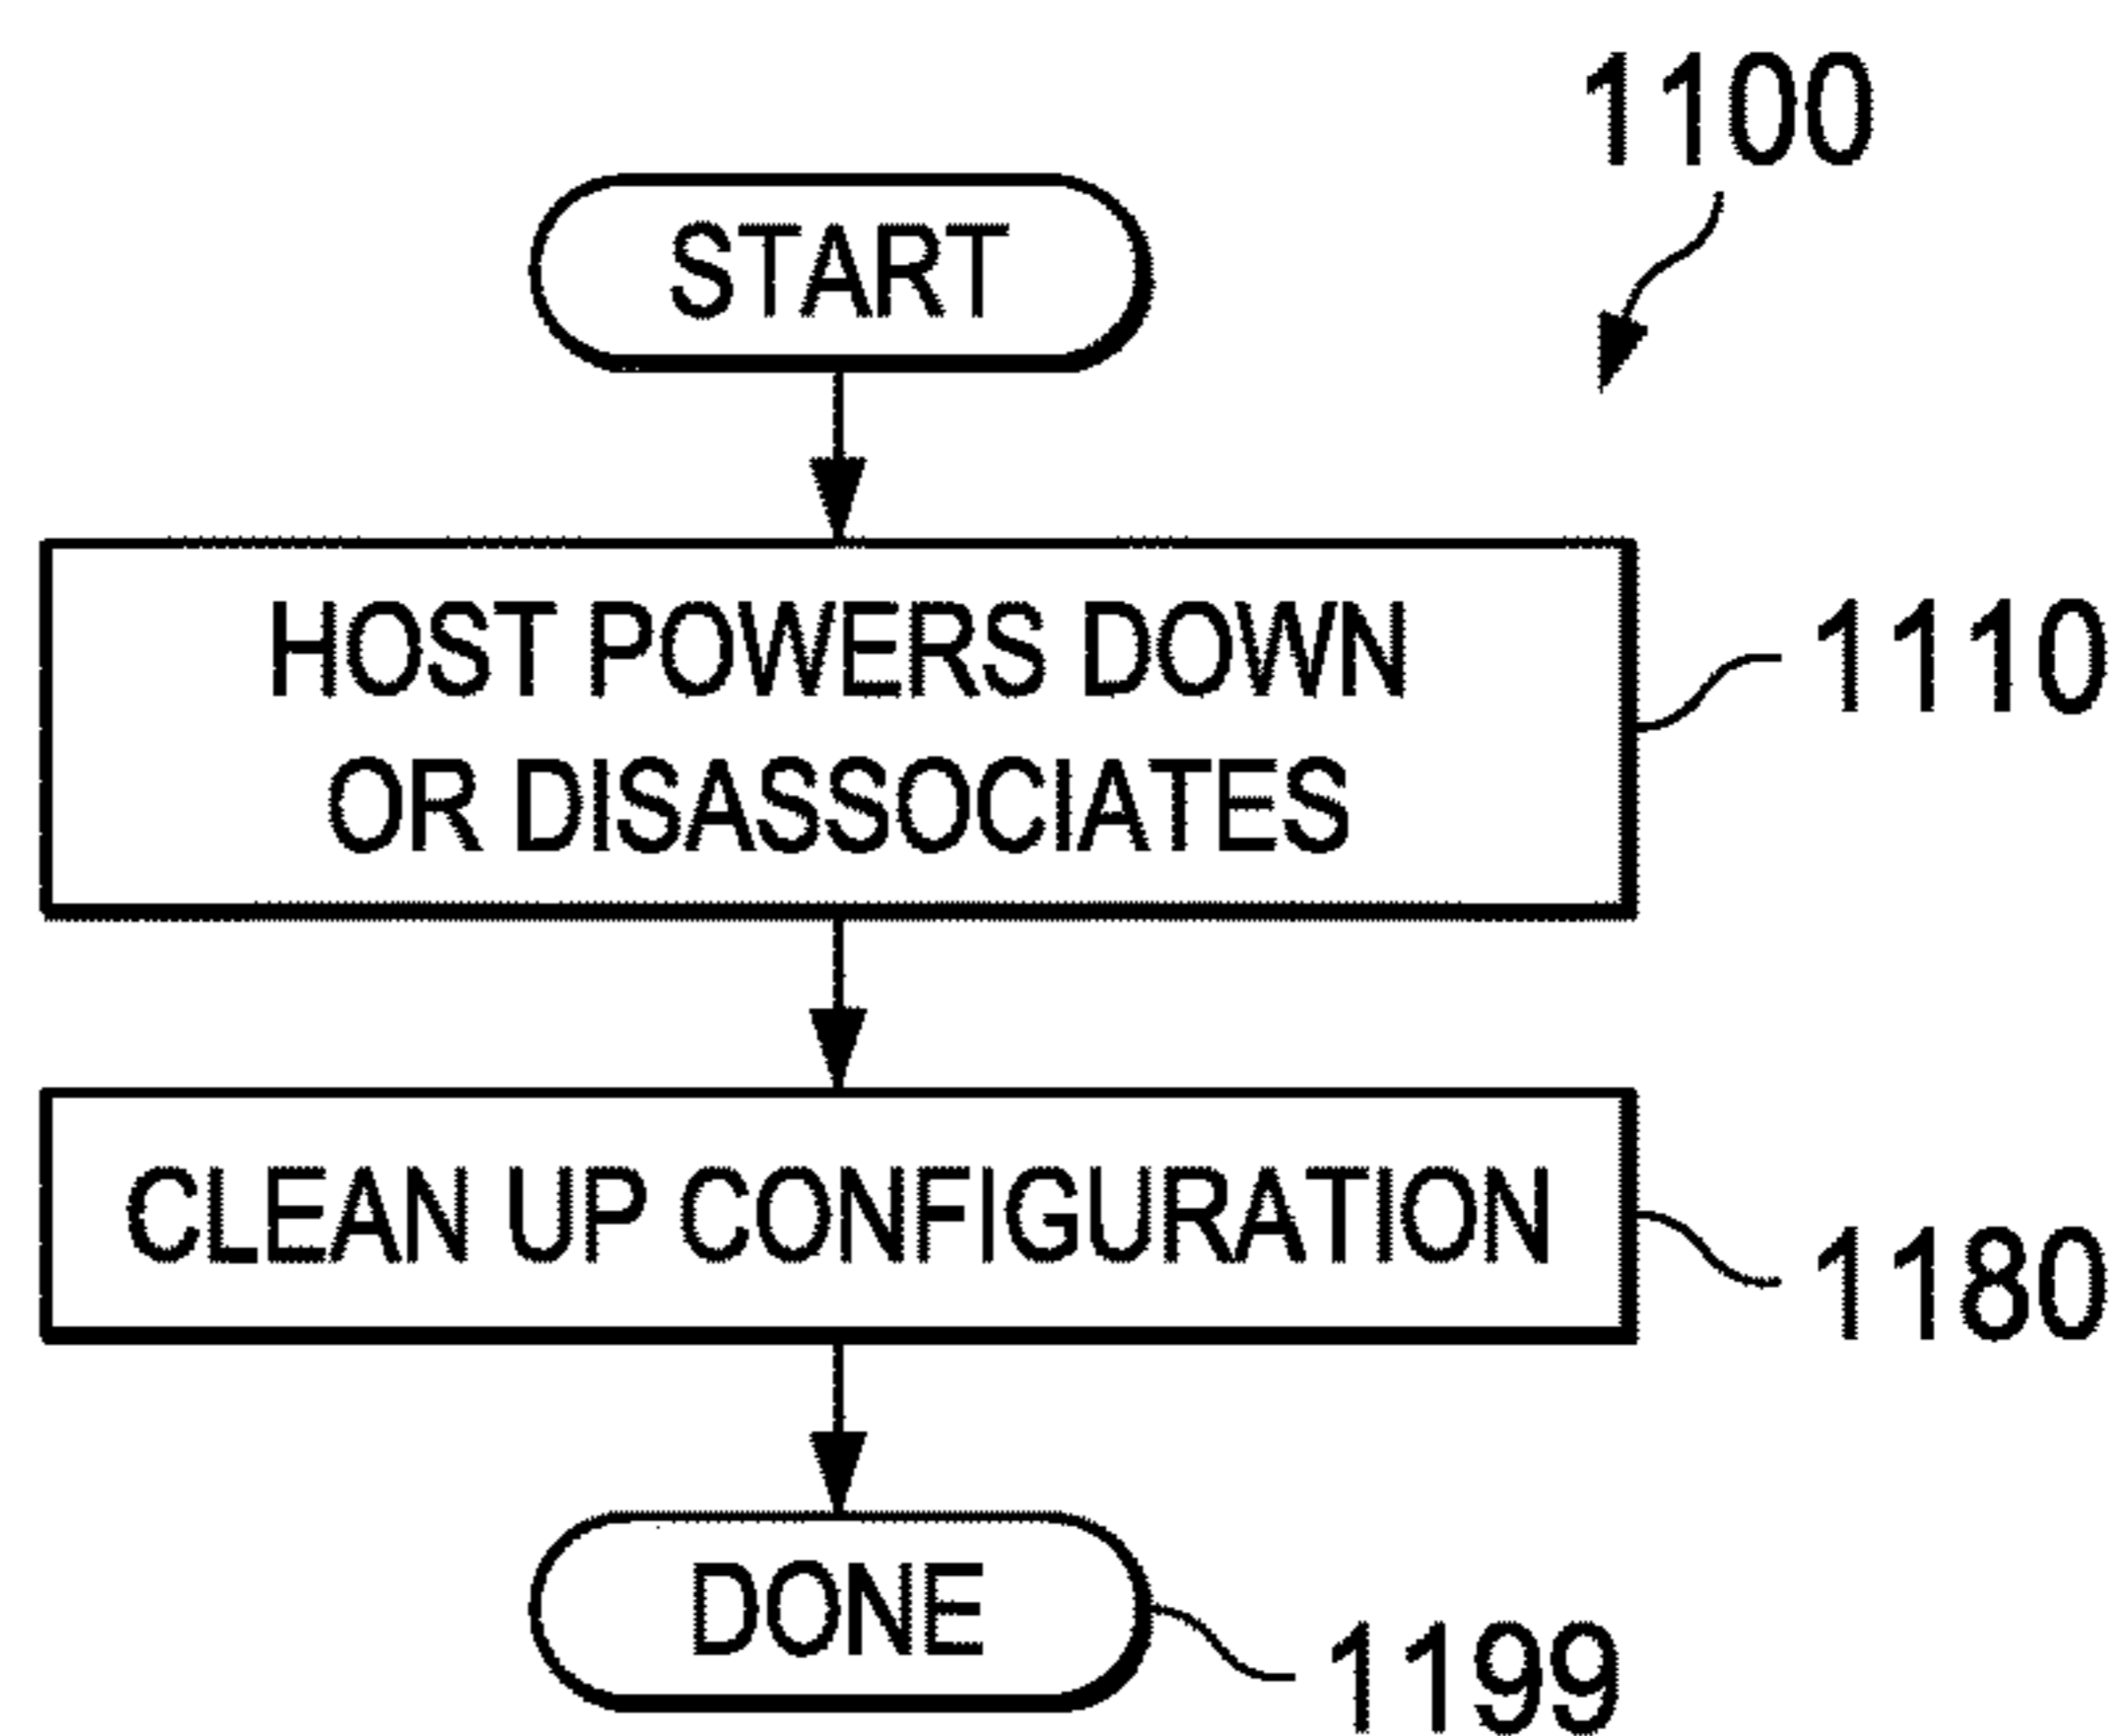 1100
START
HOST POWERS DOWN
OR DISASSOCIATES
1110
CLEAN UP CONFIGURATION
1180
DONE
1199